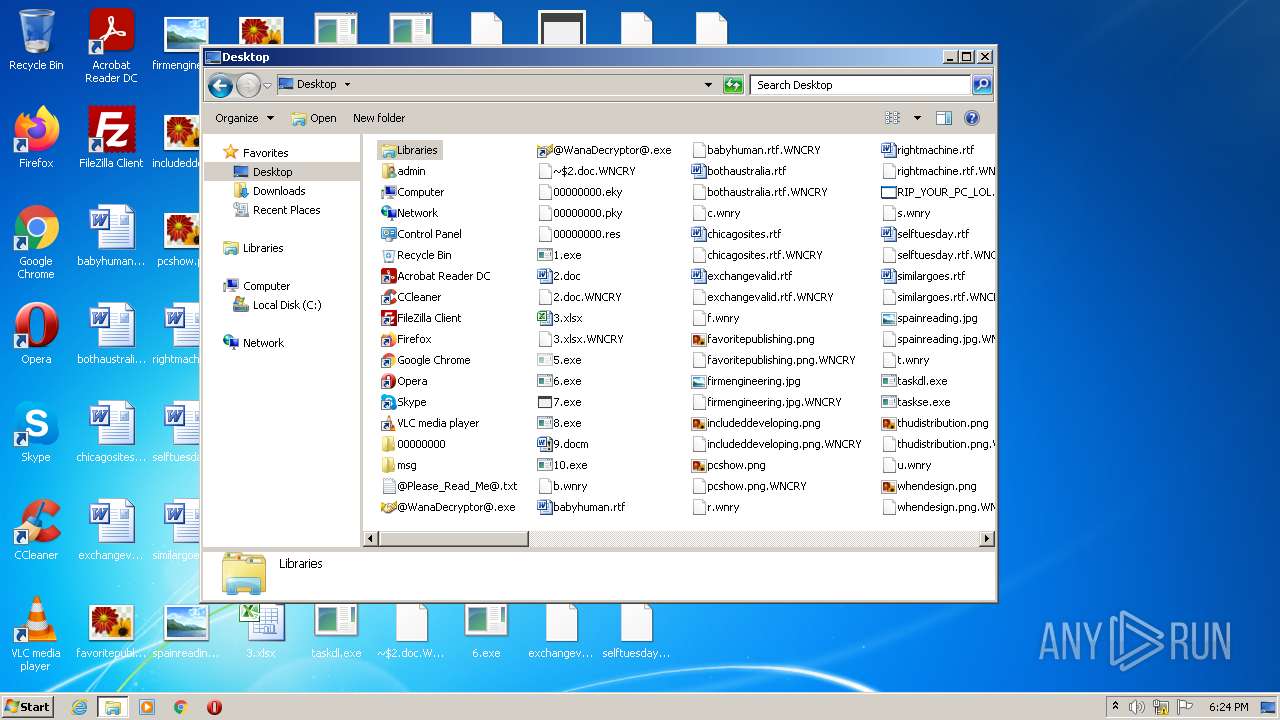 Recycle Bin
Acrobat Reader DC
firmengine
Firefox
FileZilla Client
includedde
Google Chrome
babyhuman...
pcshow.p
Opera
bothaustrali...
rightmach
Skype
chicagosites...
selftuesd
CCleaner
exchangev...
similargoe
VLC media player
favoritepubl...
spainreadin...
3.xlsx
taskdl.exe
~$2.doc.W...
6.exe
exchangev...
selftuesday...
Desktop
Desktop
Search Desktop
Organize
Open
New folder
Favorites
Desktop
Downloads
Recent Places
Libraries
Computer
Local Disk (C:)
Network
Libraries
admin
Computer
Network
Control Panel
Recycle Bin
Acrobat Reader DC
CCleaner
FileZilla Client
Firefox
Google Chrome
Opera
Skype
VLC media player
00000000
msg
@Please_Read_Me@.txt
@WanaDecryptor@.exe
@WanaDecryptor@.exe
~$2.doc.WNCRY
00000000.eky
00000000.pky
00000000.res
1.exe
2.doc
2.doc.WNCRY
3.xlsx
3.xlsx.WNCRY
5.exe
6.exe
7.exe
8.exe
9.docm
10.exe
b.wnry
babyhuman.rtf
babyhuman.rtf.WNCRY
bothaustralia.rtf
bothaustralia.rtf.WNCRY
c.wnry
chicagosites.rtf
chicagosites.rtf.WNCRY
exchangevalid.rtf
exchangevalid.rtf.WNCRY
f.wnry
favoritepublishing.png
favoritepublishing.png.WNCRY
firmengineering.jpg
firmengineering.jpg.WNCRY
includeddeveloping.png
includeddeveloping.png.WNCRY
pcshow.png
pcshow.png.WNCRY
r.wnry
rightmachine.rtf
rightmachine.rtf.WN
RIP_YOUR_PC_LOL.
s.wnry
selftuesday.rtf
selftuesday.rtf.WNCR
similargoes.rtf
similargoes.rtf.WNC
spainreading.jpg
spainreading.jpg.WN
t.wnry
taskdl.exe
taskse.exe
thudistribution.png
thudistribution.png.W
u.wnry
whendesign.png
whendesign.png.WN
Libraries
ANY RUN
Start
6:24 PM